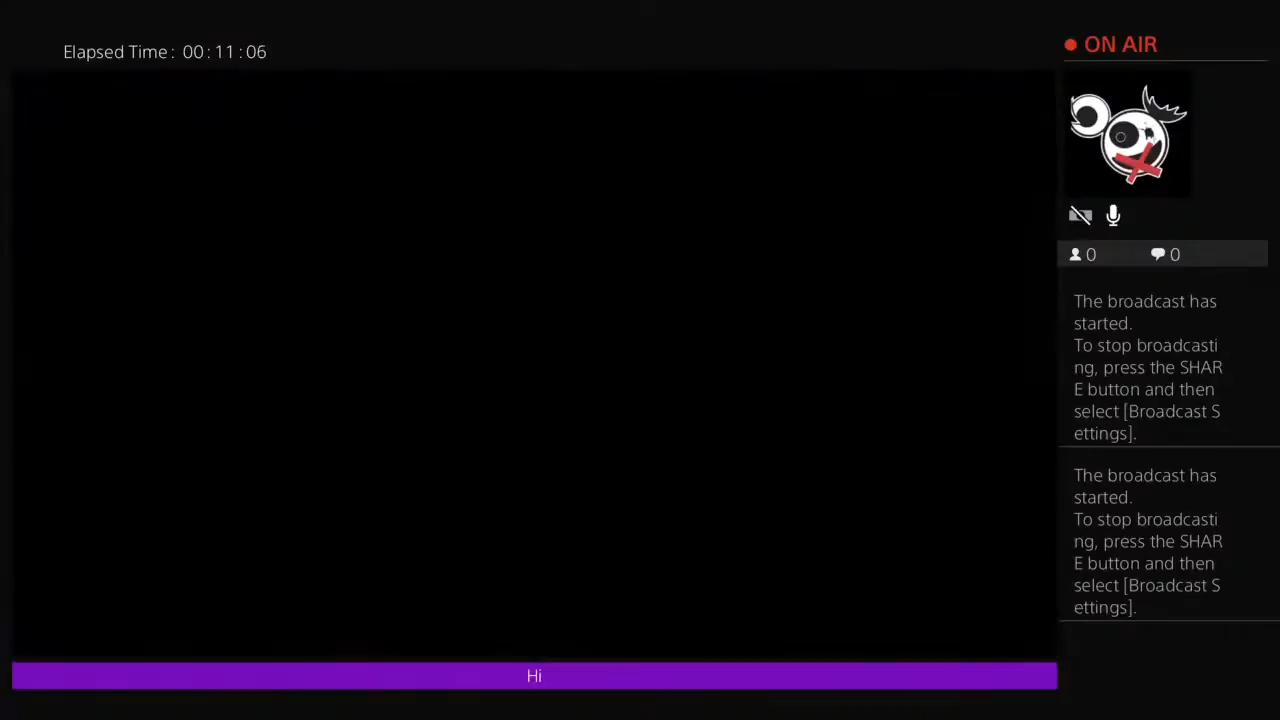 Elapsed Time: 00:11:06
ON AIR
0 0
The broadcast has
started.
To stop broadcasti
ng, press the SHAR
E button and then
select [Broadcast S
ettings].
The broadcast has
started.
To stop broadcasti
ng, press the SHAR
E button and then
select [Broadcast S
ettings].
Hi